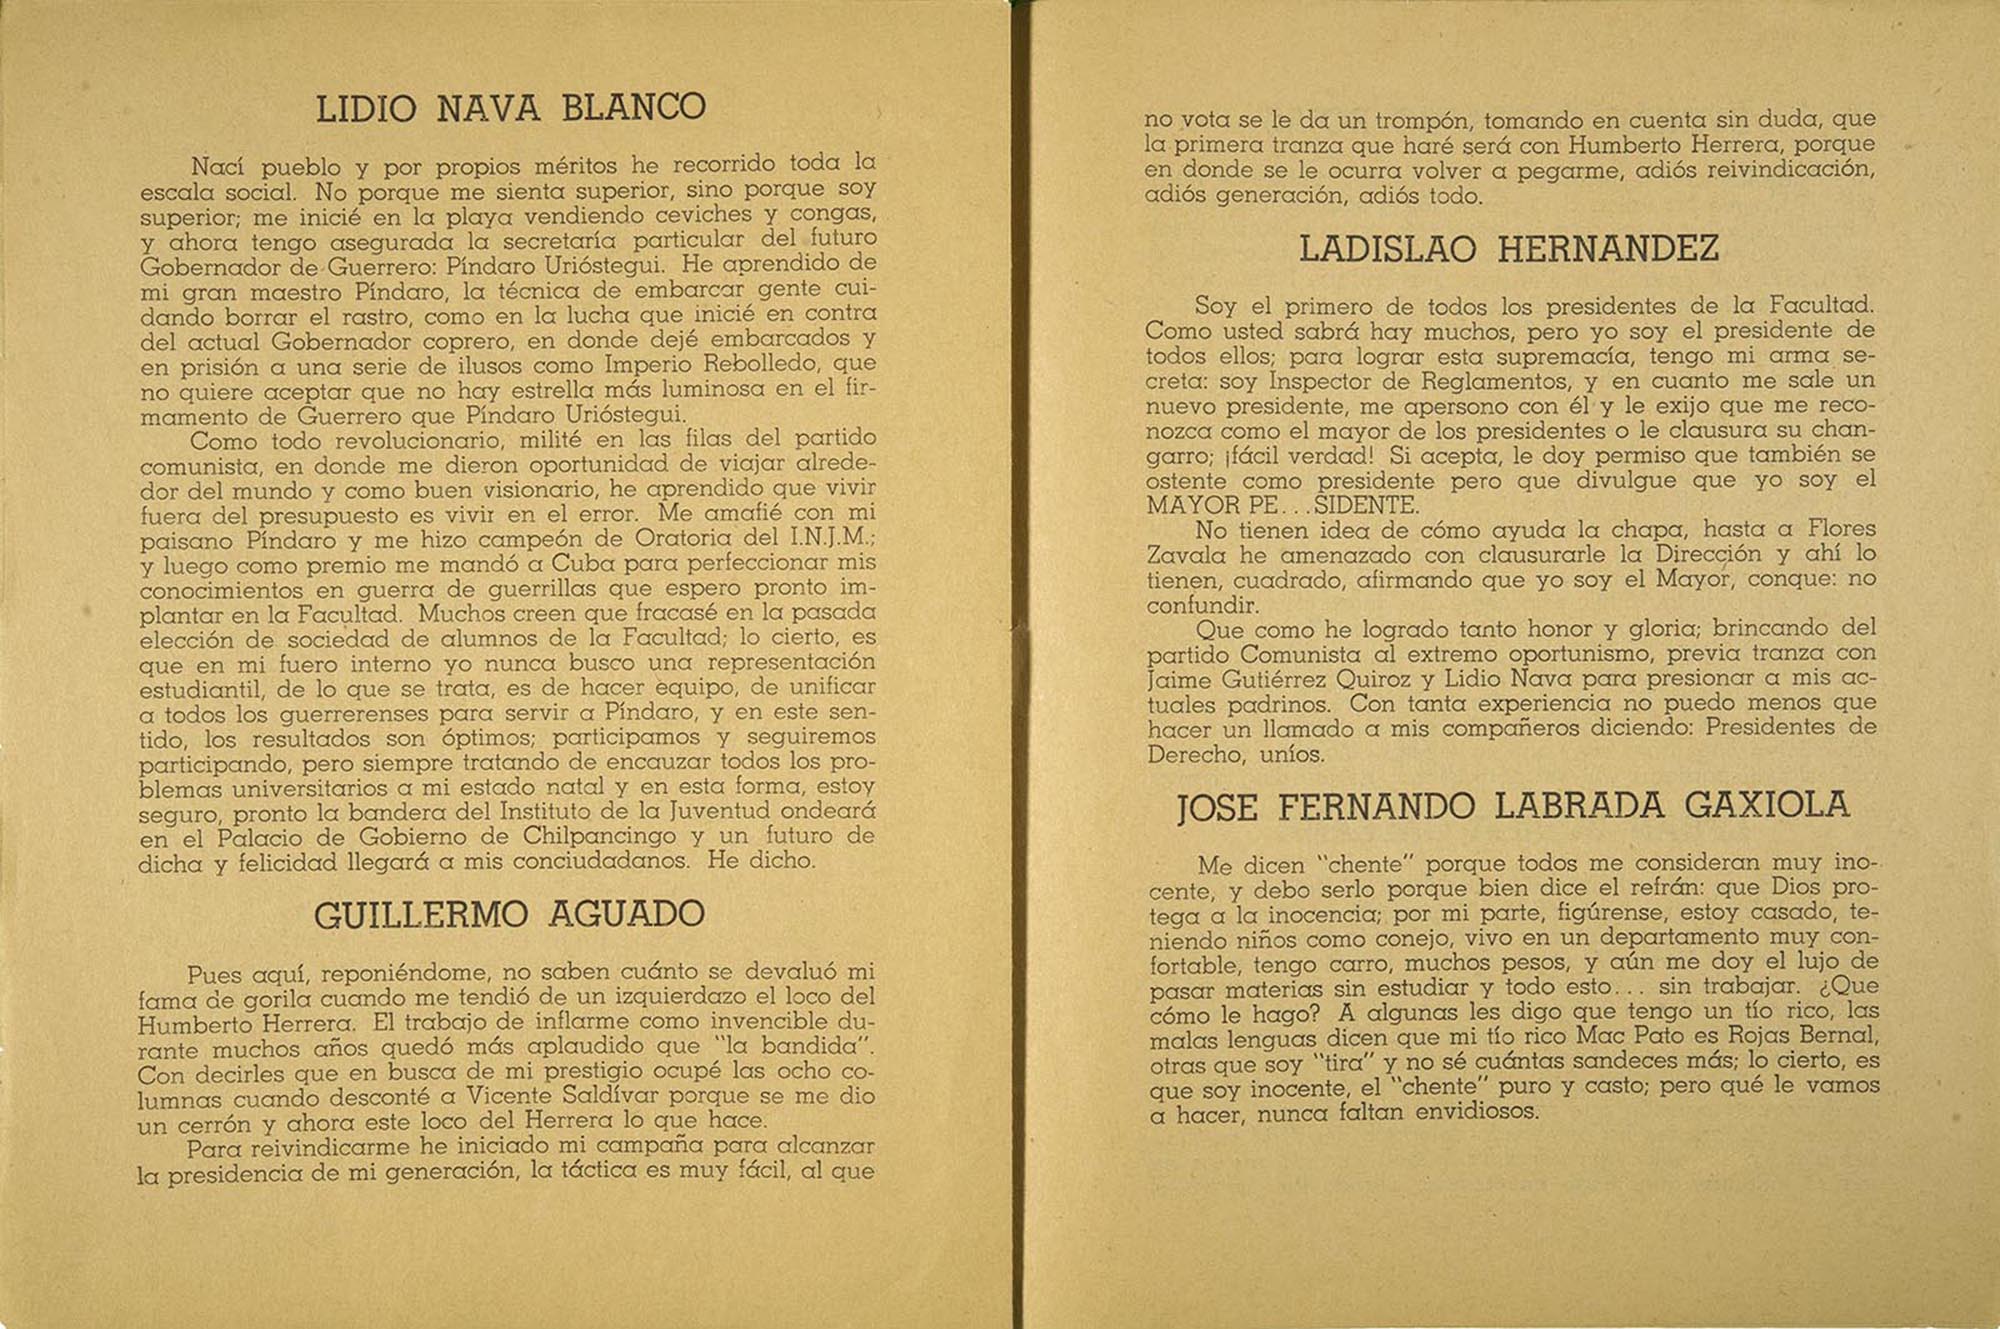 LIDIO NAVA BLANCO
Nací pueblo y por propios méritos he recorrido toda la
escala social. No porque me sienta superior, sino porque soy
superior; me inicié en la playa vendiendo ceviches y congas,
y ahora tengo asegurada la secretaría particular del futuro
Gobernador de Guerrero: Píndaro Urióstegui. He aprendido de
mi gran maestro Píndaro, la técnica de embarcar gente cui-
dando borrar el rastro, como en la lucha que inicié en contra
del actual Gobernador coprero, en donde dejé embarcados y
en prisión a una serie de ilusos como Imperio Rebolledo, que
no quiere aceptar que no hay estrella más luminosa en el fir-
mamento de Guerrero que Píndaro Urióstegui.
Como todo revolucionario, milité en las filas del partido
comunista, en donde me dieron oportunidad de viajar alrede-
dor del mundo y como buen visionario, he aprendido que vivir
fuera del presupuesto es vivir en el error. Me amafié con mi
paisano Píndaro y me hizo campeón de Oratoria del I.N.J.M.;
y luego como premio me mandó a Cuba para perfeccionar mis
conocimientos en guerra de guerrillas que espero pronto im-
plantar en la Facultad. Muchos creen que fracasé en la pasada
elección de sociedad de alumnos de la Facultad; lo cierto, es
que en mi fuero interno yo nunca busco una representación
estudiantil, de lo que se trata, es de hacer equipo, de unificar
a todos los guerrerenses para servir a Píndaro, y en este sen-
tido, los resultados son óptimos; participamos y seguiremos
participando, pero siempre tratando de encauzar todos los pro-
blemas universitarios a mi estado natal y en esta forma, estoy
seguro, pronto la bandera del Instituto de la Juventud ondeará
en el Palacio de Gobierno de Chilpancingo y un futuro de
dicha y felicidad llegará a mis conciudadanos. He dicho.
GUILLERMO AGUADO
Pues aquí, reponiéndome, no saben cuánto se devaluó mi
fama de gorila cuando me tendió de un izquierdazo el loco del
Humberto Herrera. El trabajo de inflarme como invencible du-
rante muchos años quedó más aplaudido que "la bandida".
Con decirles que en busca de mi prestigio ocupé las ocho co-
lumnas cuando desconté a Vicente Saldívar porque se me dio
un cerrón y ahora este loco del Herrera lo que hace.
Para reivindicarme he iniciado mi campaña para alcanzar
la presidencia de mi generación, la táctica es muy fácil, al que
no vota se le da un trompón, tomando en cuenta sin duda, que
la primera tranza que haré será con Humberto Herrera, porque
en donde se le ocurra volver a pegarme, adiós reivindicación,
adiós generación, adiós todo.
LADISLAO HERNANDEZ
Soy el primero de todos los presidentes de la Facultad.
Como usted sabrá hay muchos, pero yo soy el presidente de
todos ellos; para lograr esta supremacía, tengo mi arma se-
creta: soy Inspector de Reglamentos, y en cuanto me sale un
nuevo presidente, me apersono con él y le exijo que me reco-
nozca como el mayor de los presidentes o le clausura su chan-
garro; ¡fácil verdad! Si acepta, le doy permiso que también se
ostente como presidente pero que divulgue que yo soy el
MAYOR PE...SIDENTE.
No tienen idea de cómo ayuda la chapa, hasta a Flores
Zavala he amenazado con clausurarle la Dirección y ahí lo
tienen, cuadrado, afirmando que yo soy el Mayor, conque: no
confundir.
Que como he logrado tanto honor y gloria; brincando del
partido Comunista al extremo oportunismo, previa tranza con
Jaime Gutiérrez Quiroz y Lidio Nava para presionar a mis ac-
tuales padrinos. Con tanta experiencia no puedo menos que
hacer un llamado a mis compañeros diciendo: Presidentes de
Derecho, uníos.
JOSE FERNANDO LABRADA GAXIOLA
Me dicen "chente" porque todos me consideran muy ino-
cente, y debo serlo porque bien dice el refrán: que Dios pro-
tega a la inocencia; por mi parte, figúrense, estoy casado, te-
niendo niños como conejo, vivo en un departamento muy con-
fortable, tengo carro, muchos pesos, y aún me doy el lujo de
pasar materias sin estudiar y todo esto... sin trabajar. ¿Que
cómo le hago? A algunas les digo que tengo un tío rico, las
malas lenguas dicen que mi tío rico Mac Pato es Rojas Bernal,
otras que soy "tira" y no sé cuántas sandeces más; lo cierto, es
que soy inocente, el "chente" puro y casto; pero qué le vamos
a hacer, nunca faltan envidiosos.